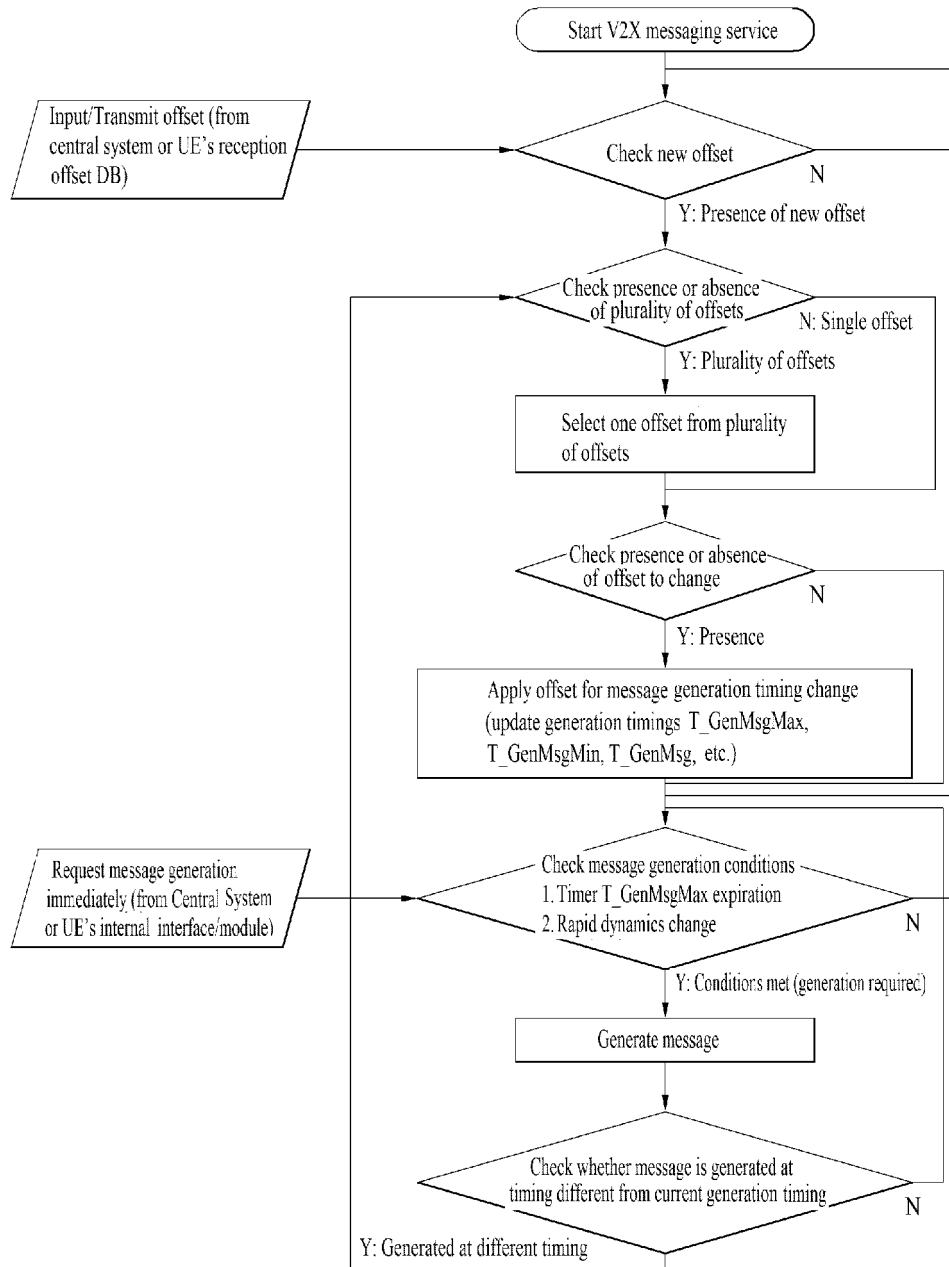 Start V2X messaging service
Input/Transmit offset (from
central system or UE's reception
offset DB)
Check new offset
N
Y: Presence of new offset
Check presence or absence
of plurality of offsets
N: Single offset
Y: Plurality of offsets
Select one offset from plurality
of offsets
Check presence or absence
of offset to change
N
Y: Presence
Apply offset for message generation timing change
(update generation timings T_GenMsgMax,
T_GenMsgMin, T_GenMsg, etc.)
Request message generation
immediately (from Central System
or UE's internal interface/module)
Check message generation conditions
1. Timer T_GenMsgMax expiration
2. Rapid dynamics change
N
Y: Conditions met (generation required)
Generate message
Check whether message is generated at
timing different from current generation timing
N
Y: Generated at different timing